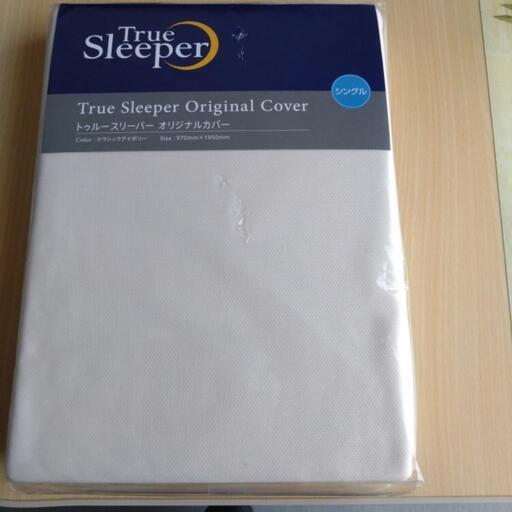 True
Sleeper
シングル
True Sleeper Original Cover
トゥルースリーパー オリジナルカバー
Color : クラシックアイボリー Size : 970mm×1950mm